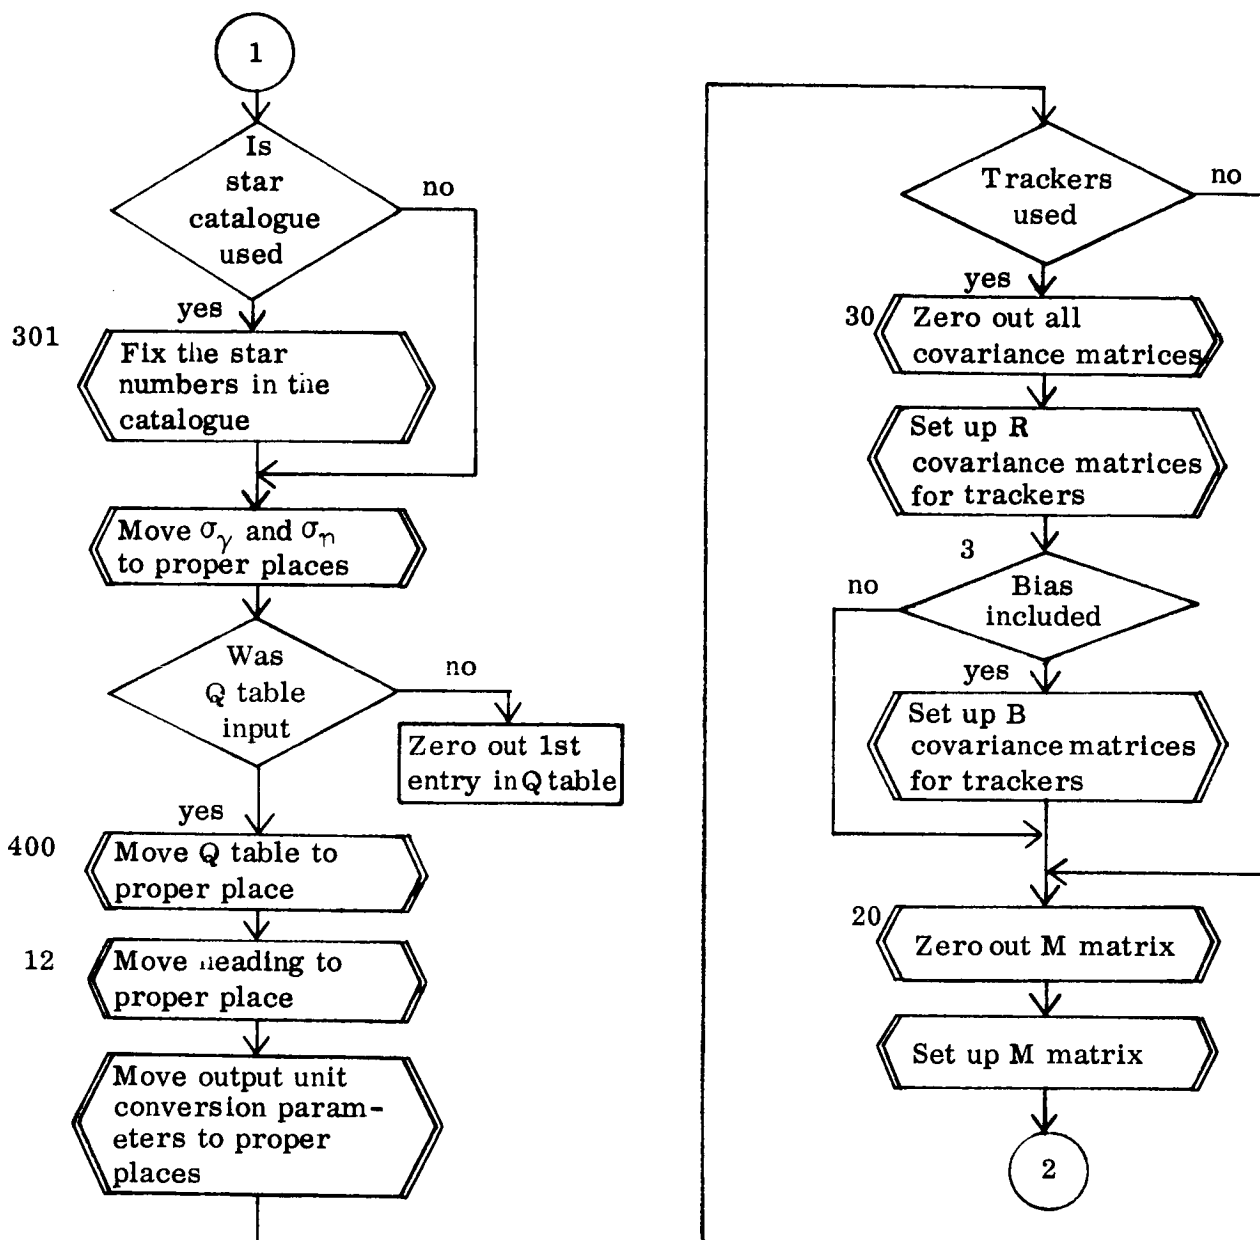 1
Is
star
catalogue
used
no
yes
301
Fix the star
numbers in the
catalogue
Move σγ and ση
to proper places
Was
Q table
input
no
Zero out 1st
entry in Q table
yes
400
Move Q table to
proper place
12
Move heading to
proper place
Move output unit
conversion param-
eters to proper
places
Trackers
used
no
yes
30
Zero out all
covariance matrices
Set up R
covariance matrices
for trackers
3
Bias
included
no
yes
Set up B
covariance matrices
for trackers
20
Zero out M matrix
Set up M matrix
2